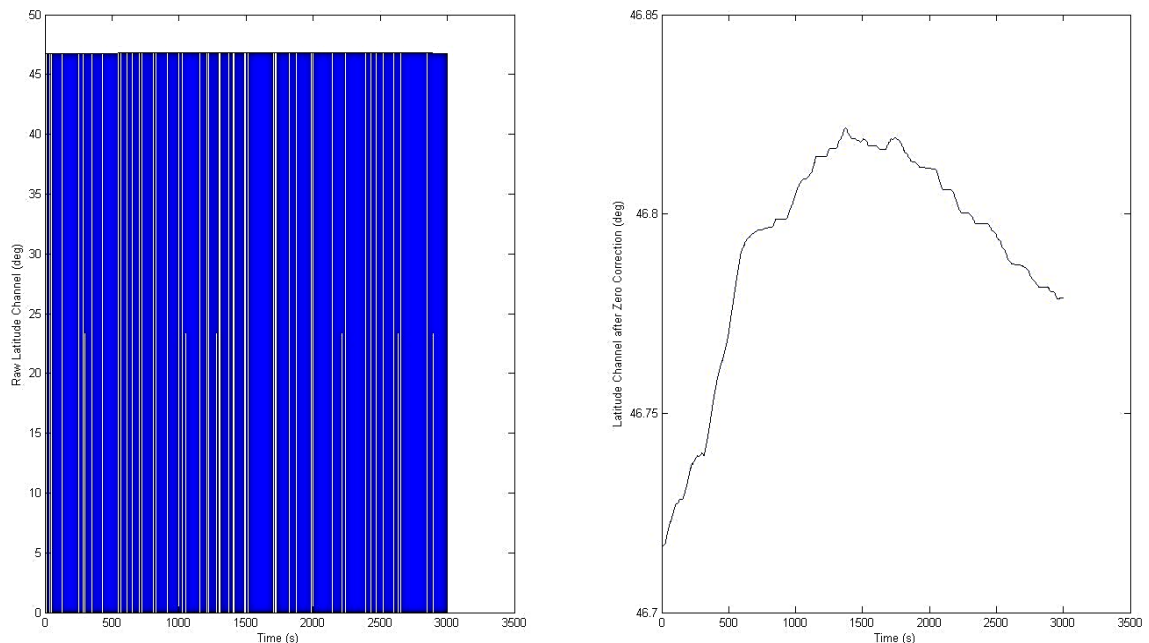 50
45
40
35
30
25
20
15
10
5
0
Raw Latitude Channel (deg)
0 500 1000 1500 2000 2500 3000 3500
Time (s)
46.85
46.8
46.75
46.7
Latitude Channel after Zero Correction (deg)
0 500 1000 1500 2000 2500 3000 3500
Time (s)